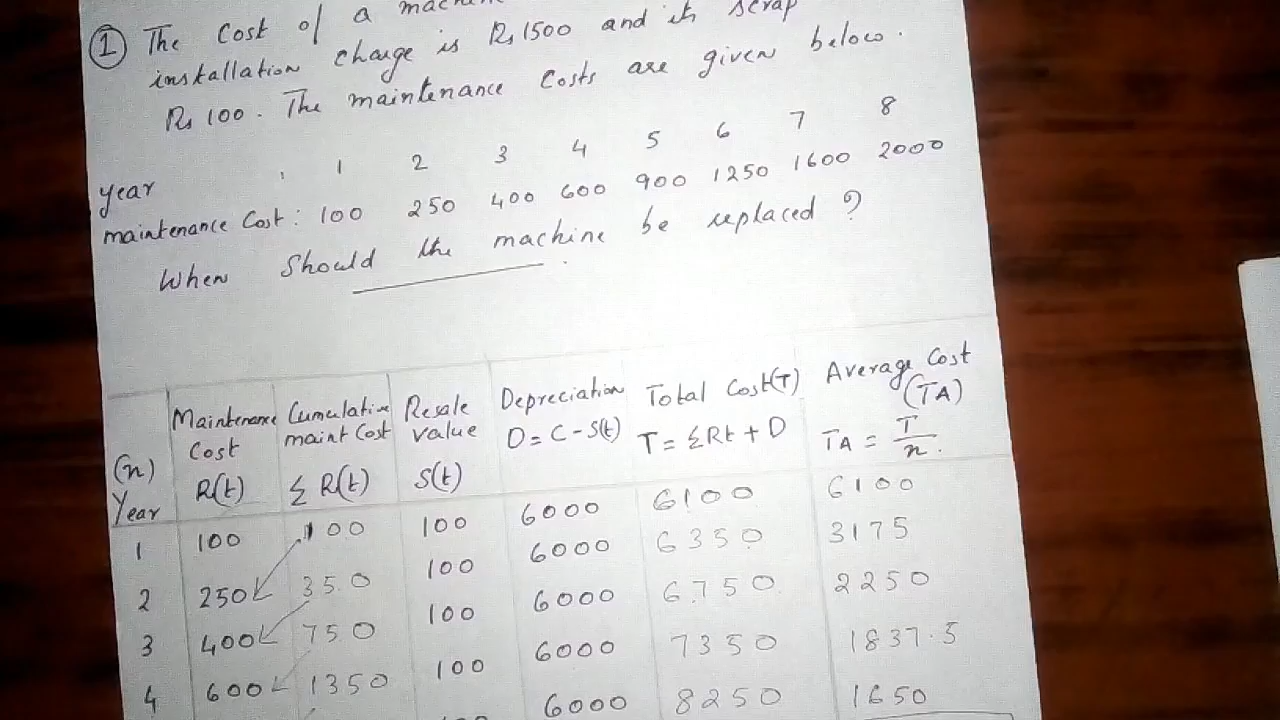 ① The Cost of a
installation charge is Rs 1500 and its scrap
Rs 100. The maintenance Costs are given below.
year : 1 2 3 4 5 6 7 8
maintenance Cost: 100 250 400 600 900 1250 1600 2000
When Should the machine be replaced ?
(n) Year | Maintenance Cost R(t) | Cumulative maint Cost Σ R(t) | Resale value S(t) | Depreciation D = C - S(t) | Total Cost(T) T = ΣRt + D | Average Cost (TA) TA = T/n.
1 100 100 100 6000 6100 6100
2 250 350 100 6000 6350 3175
3 400 750 100 6000 6750 2250
4 600 1350 100 6000 7350 1837.5
6000 8250 1650